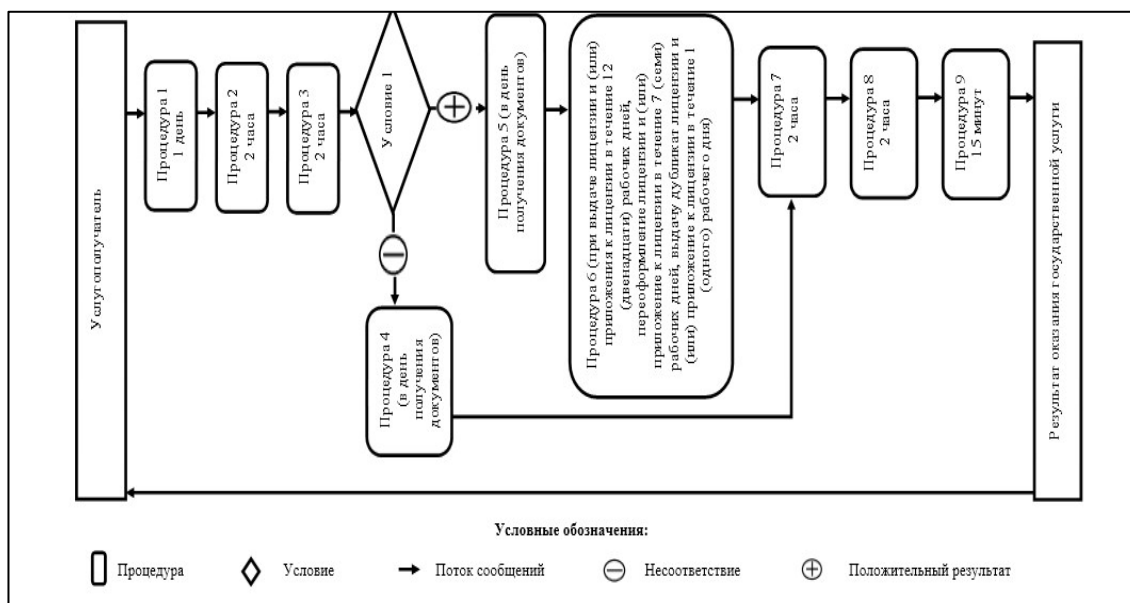 Услугополучатель
Процедура 1
1 день
Процедура 2
2 часа
Процедура 3
2 часа
Условие 1
Процедура 4
(в день
получения
документов)
Процедура 5 (в день
получения документов)
Процедура 6 (при выдаче лицензии и (или)
приложения к лицензии в течение 12
(двенадцати) рабочих дней,
переоформление лицензии и (или)
приложение к лицензии в течение 7 (семи)
рабочих дней, выдачу дубликат лицензии и
(или) приложение к лицензии в течение 1
(одного) рабочего дня)
Процедура 7
2 часа
Процедура 8
2 часа
Процедура 9
15 минут
Результат оказания государственной услуги
Условные обозначения:
Процедура
Условие
Поток сообщений
Несоответствие
Положительный результат